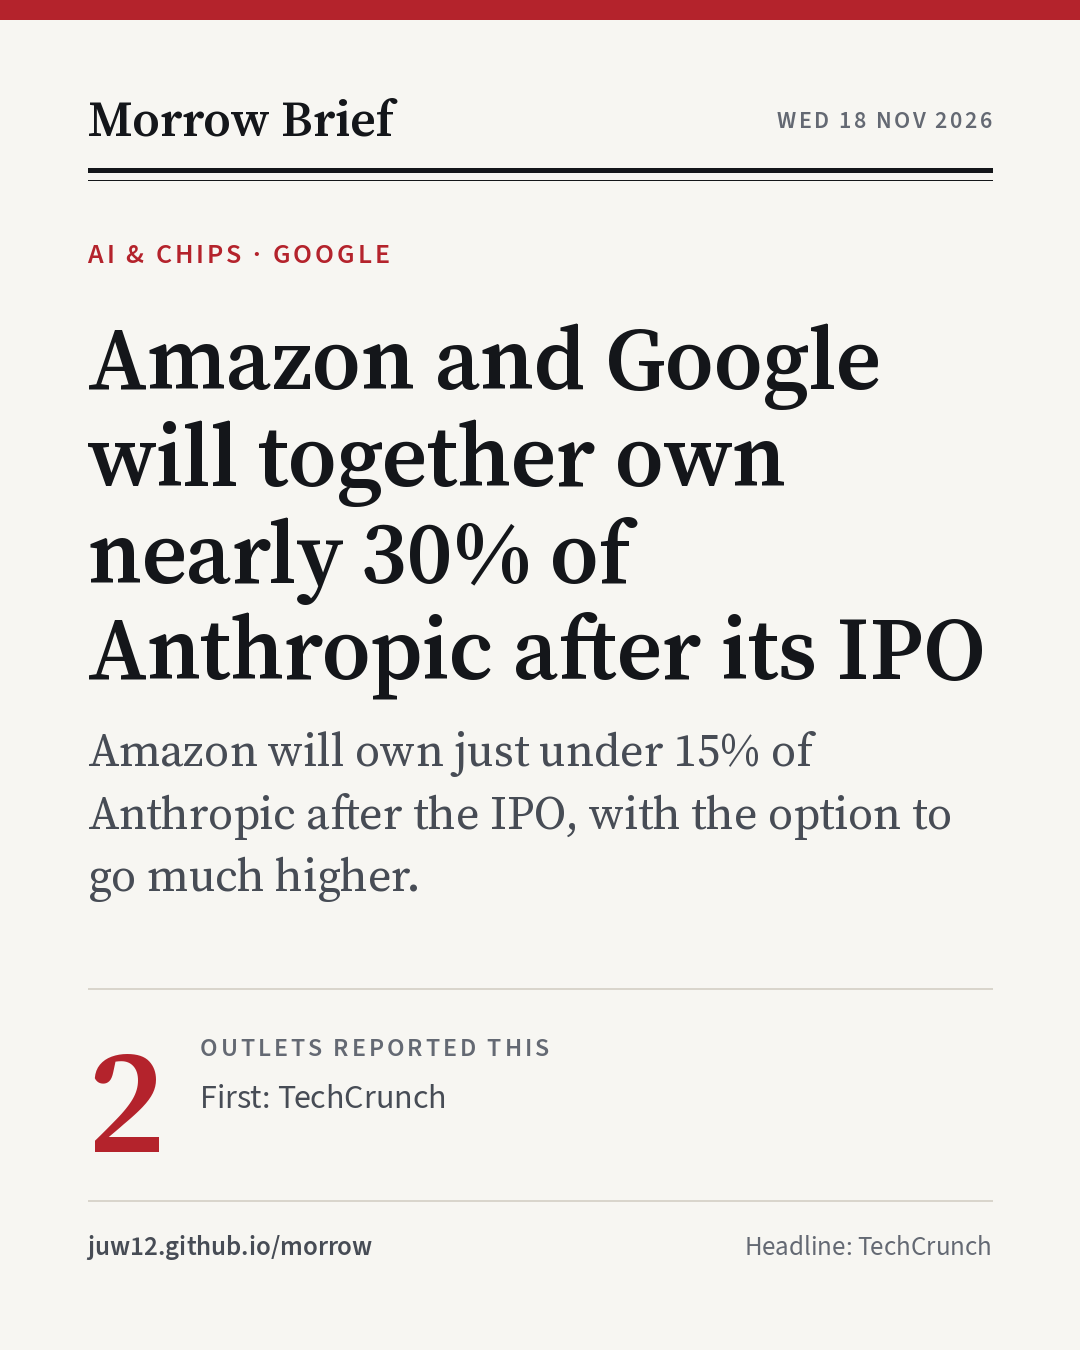 Morrow Brief
WED 18 NOV 2026
AI & CHIPS · GOOGLE
Amazon and Google
will together own
nearly 30% of
Anthropic after its IPO
Amazon will own just under 15% of
Anthropic after the IPO, with the option to
go much higher.
2
OUTLETS REPORTED THIS
First: TechCrunch
juw12.github.io/morrow
Headline: TechCrunch